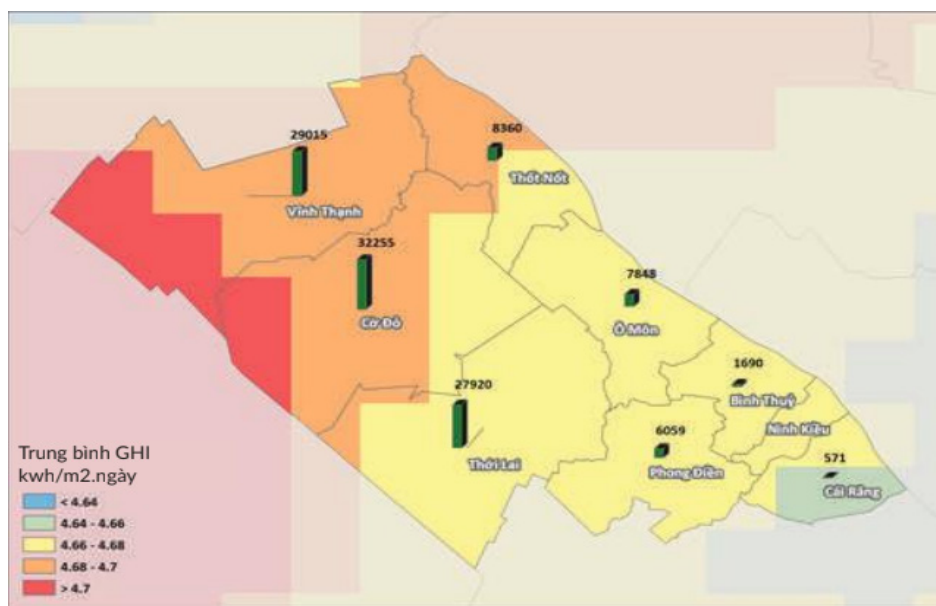 29015
8360
Thốt Nốt
Vĩnh Thạnh
32255
7848
Cờ Đỏ
Ô Môn
1690
27920
Bình Thuỷ
Ninh Kiều
6059
571
Thới Lai
Phong Điền
Cái Răng
Trung bình GHI
kwh/m2.ngày
< 4.64
4.64 - 4.66
4.66 - 4.68
4.68 - 4.7
> 4.7